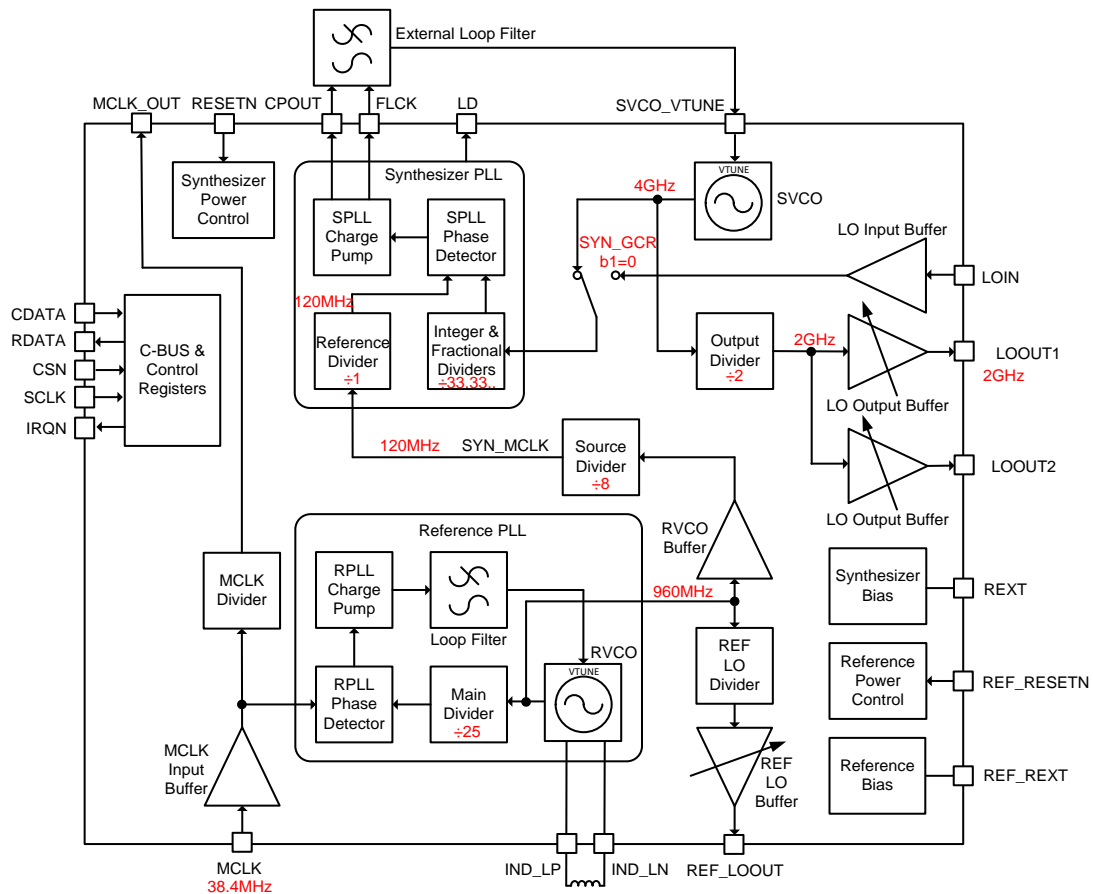 External Loop Filter
MCLK_OUT
RESETN
CPOUT
FLCK
LD
SVCO_VTUNE
Synthesizer
Power
Control
Synthesizer PLL
SPLL
Charge
Pump
SPLL
Phase
Detector
120MHz
Reference
Divider
÷1
Integer &
Fractional
Dividers
÷33.33..
4GHz
VTUNE
SVCO
SYN_GCR
b1=0
LO Input Buffer
LOIN
Output
Divider
÷2
2GHz
LOOUT1
2GHz
LO Output Buffer
LOOUT2
LO Output Buffer
CDATA
RDATA
CSN
SCLK
IRQN
C-BUS &
Control
Registers
120MHz
SYN_MCLK
Source
Divider
÷8
Reference PLL
RVCO
Buffer
MCLK
Divider
RPLL
Charge
Pump
Loop Filter
960MHz
RVCO
VTUNE
RPLL
Phase
Detector
Main
Divider
÷25
REF
LO
Divider
REF
LO
Buffer
Synthesizer
Bias
REXT
Reference
Power
Control
REF_RESETN
Reference
Bias
REF_REXT
MCLK
Input
Buffer
MCLK
38.4MHz
IND_LP
IND_LN
REF_LOOUT